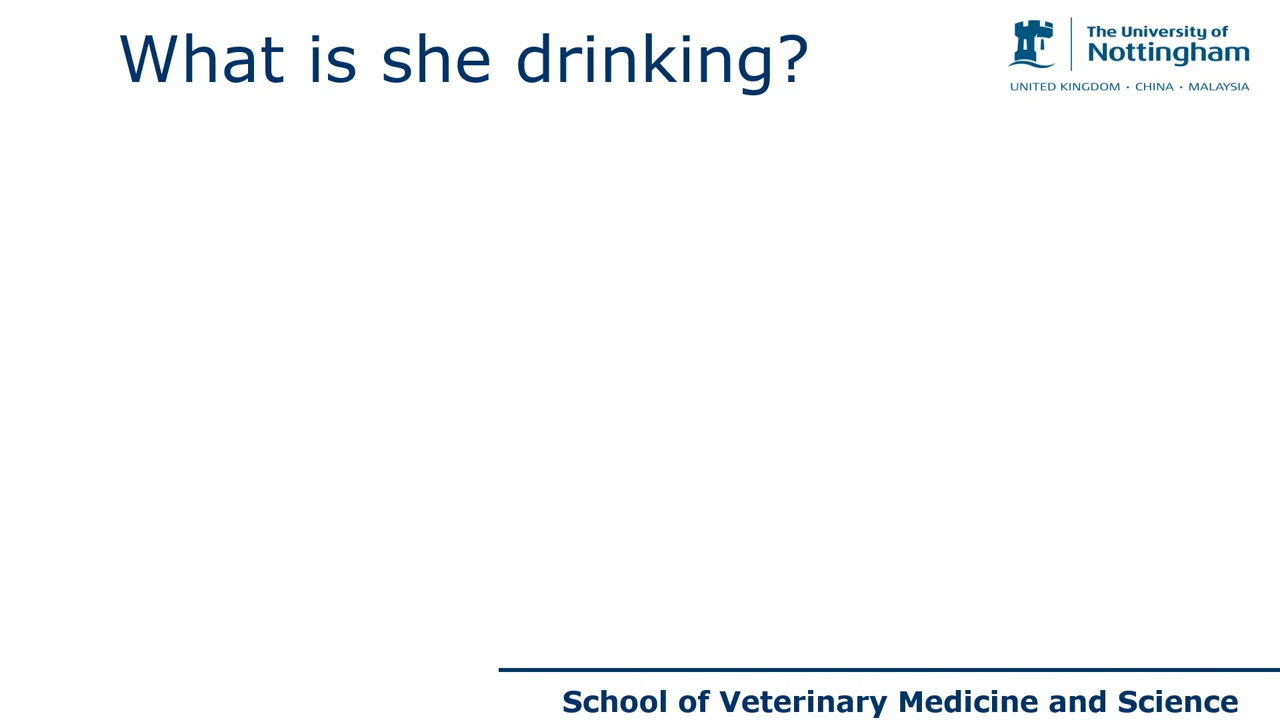 What is she drinking?
The University of
Nottingham
UNITED KINGDOM · CHINA · MALAYSIA
School of Veterinary Medicine and Science